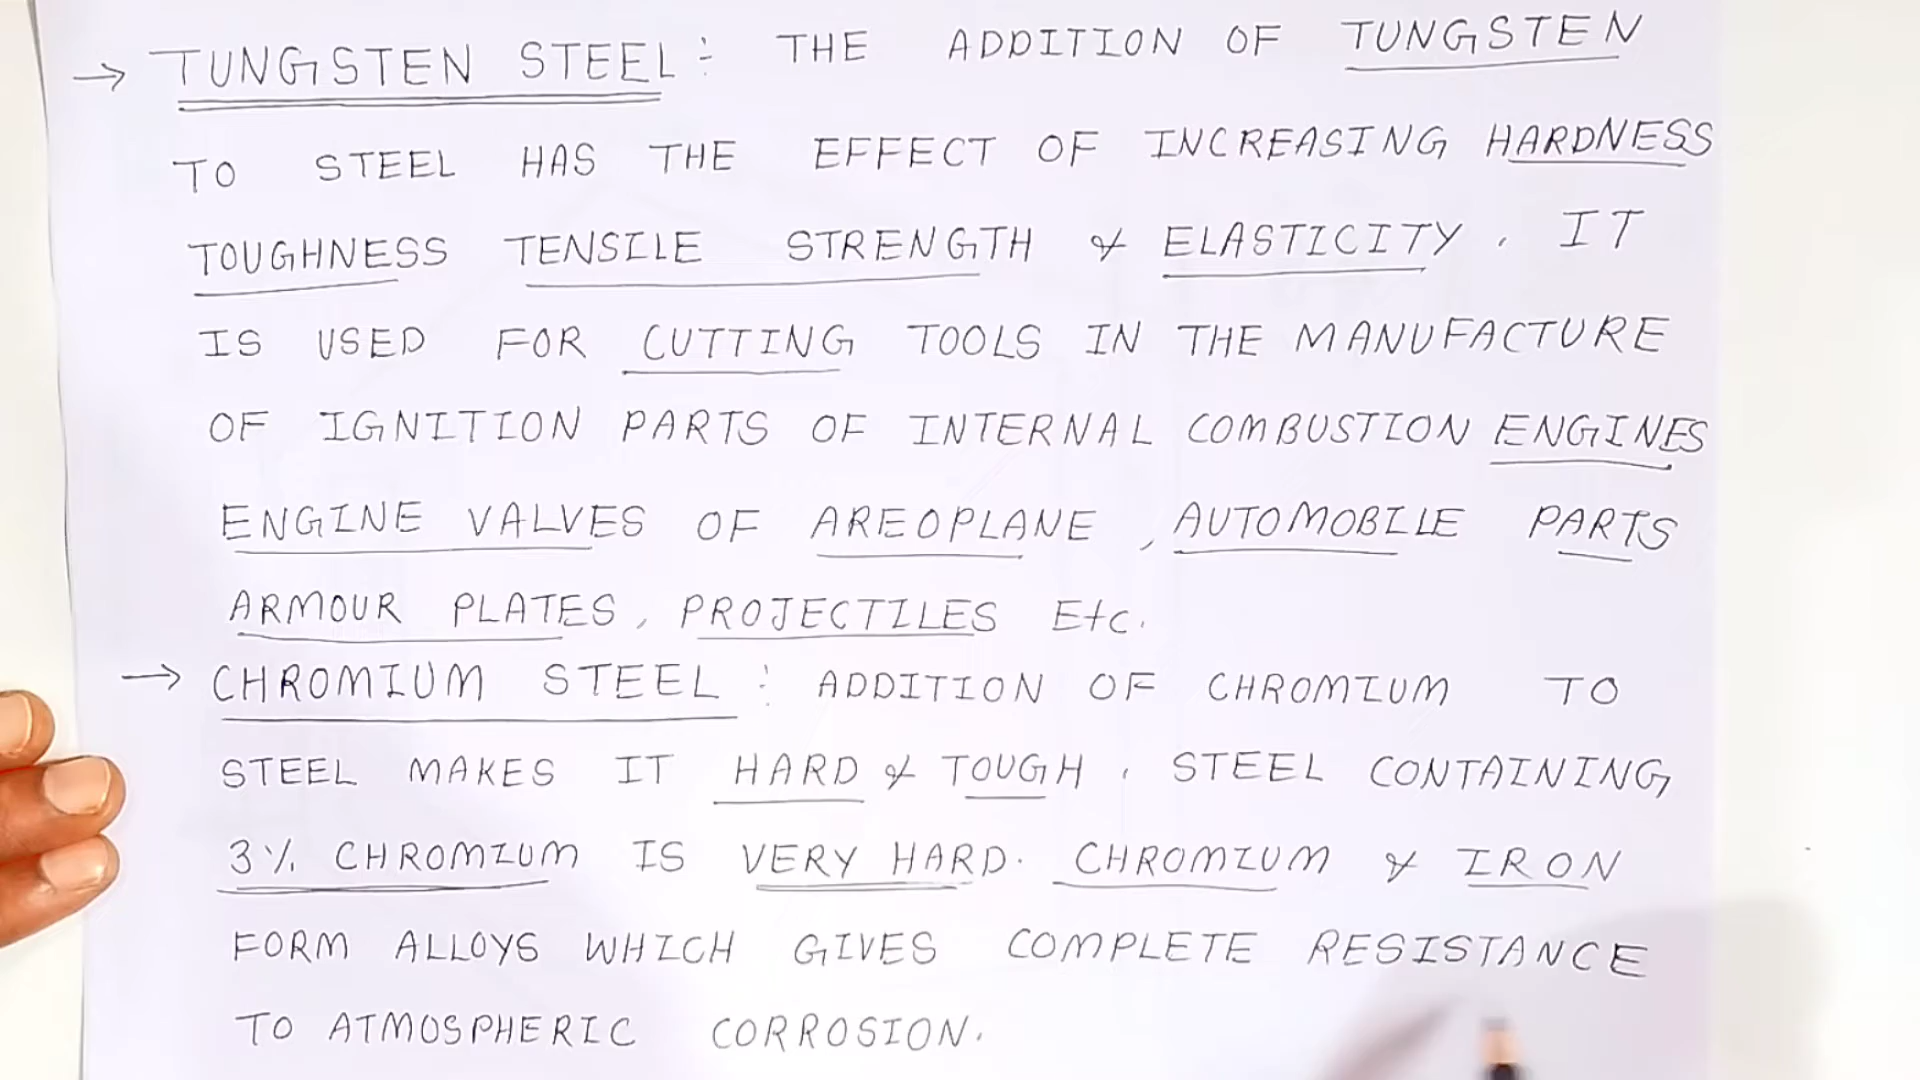 → TUNGSTEN STEEL : THE ADDITION OF TUNGSTEN
TO STEEL HAS THE EFFECT OF INCREASING HARDNESS
TOUGHNESS TENSILE STRENGTH & ELASTICITY. IT
IS USED FOR CUTTING TOOLS IN THE MANUFACTURE
OF IGNITION PARTS OF INTERNAL COMBUSTION ENGINES
ENGINE VALVES OF AREOPLANE, AUTOMOBILE PARTS
ARMOUR PLATES, PROJECTILES Etc.
→ CHROMIUM STEEL : ADDITION OF CHROMIUM TO
STEEL MAKES IT HARD & TOUGH. STEEL CONTAINING
3% CHROMIUM IS VERY HARD. CHROMIUM & IRON
FORM ALLOYS WHICH GIVES COMPLETE RESISTANCE
TO ATMOSPHERIC CORROSION.